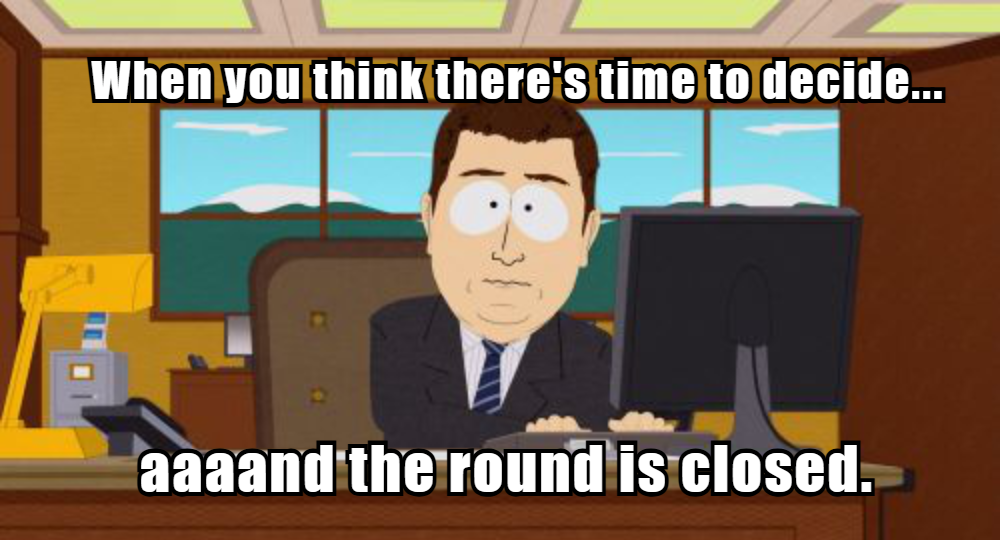 When you think there's time to decide...
aaaand the round is closed.